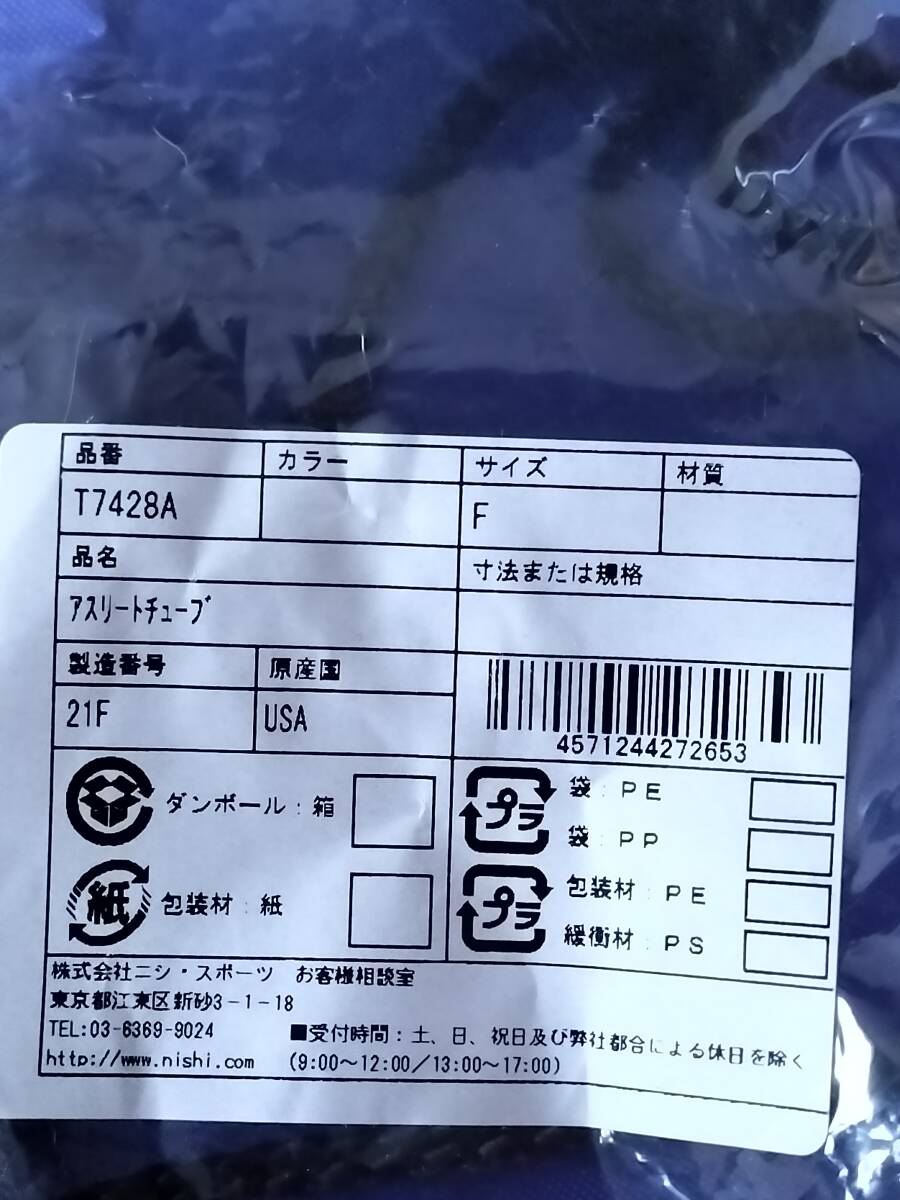 品番 カラー サイズ 材質
T7428A F
品名 寸法または規格
ｱｽﾘｰﾄﾁｭｰﾌﾞ
製造番号 原産国
21F USA
4571244272653
ダンボール：箱
紙 包装材：紙
プラ 袋：ＰＥ
袋：ＰＰ
プラ 包装材：ＰＥ
緩衝材：ＰＳ
株式会社ニシ・スポーツ お客様相談室
東京都江東区新砂3－1－18
TEL:03-6369-9024 ■受付時間：土、日、祝日及び弊社都合による休日を除く
http://www.nishi.com (9:00～12:00／13:00～17:00)